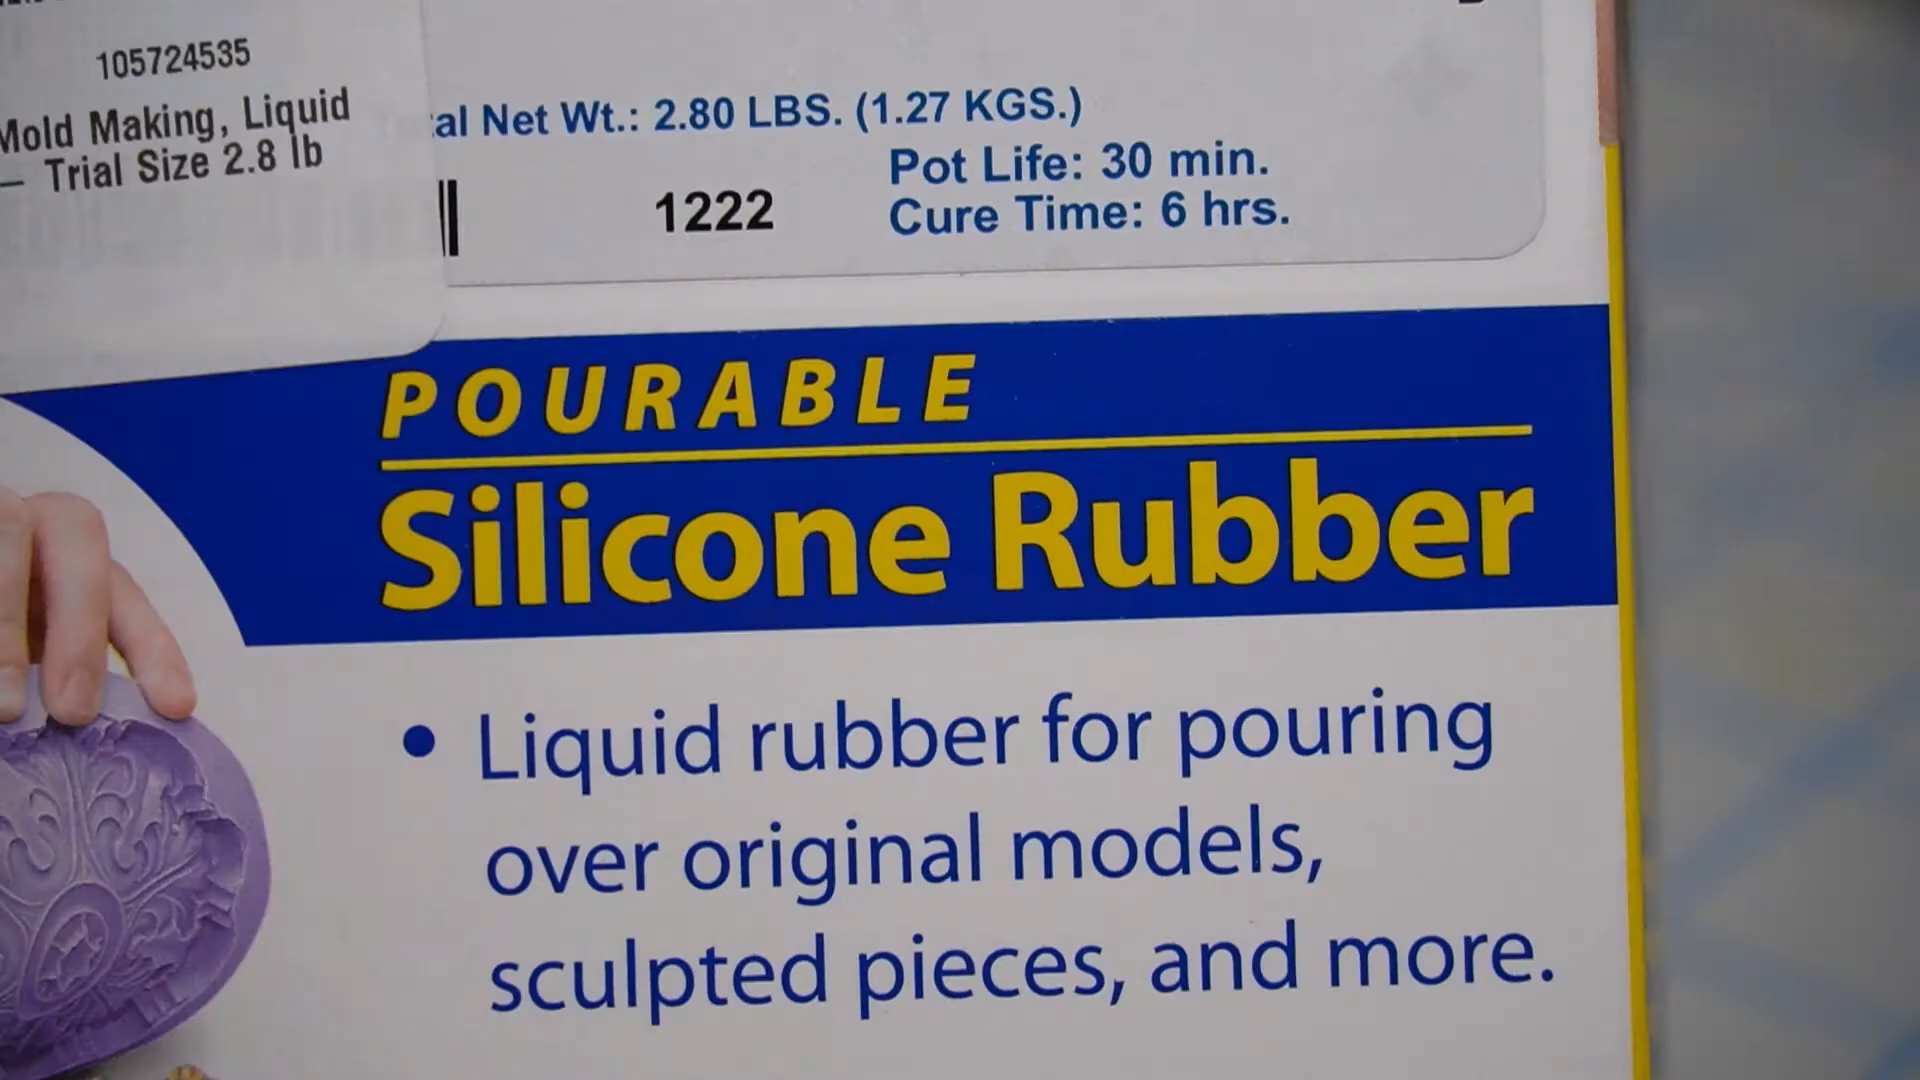 105724535
Mold Making, Liquid
– Trial Size 2.8 lb
al Net Wt.: 2.80 LBS. (1.27 KGS.)
Pot Life: 30 min.
1222
Cure Time: 6 hrs.
POURABLE
Silicone Rubber
• Liquid rubber for pouring
over original models,
sculpted pieces, and more.